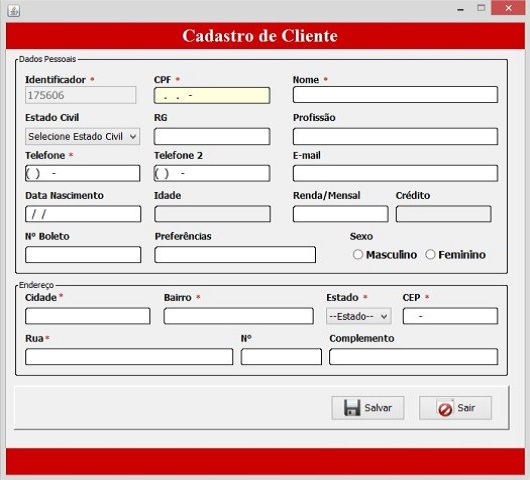 Cadastro de Cliente
Dados Pessoais
Identificador * CPF * Nome *
175606 . . -
Estado Civil RG Profissão
Selecione Estado Civil
Telefone * Telefone 2 E-mail
( ) - ( ) -
Data Nascimento Idade Renda/Mensal Crédito
/ /
Nº Boleto Preferências Sexo
Masculino Feminino
Endereço
Cidade * Bairro * Estado * CEP *
--Estado-- -
Rua * Nº Complemento
Salvar Sair